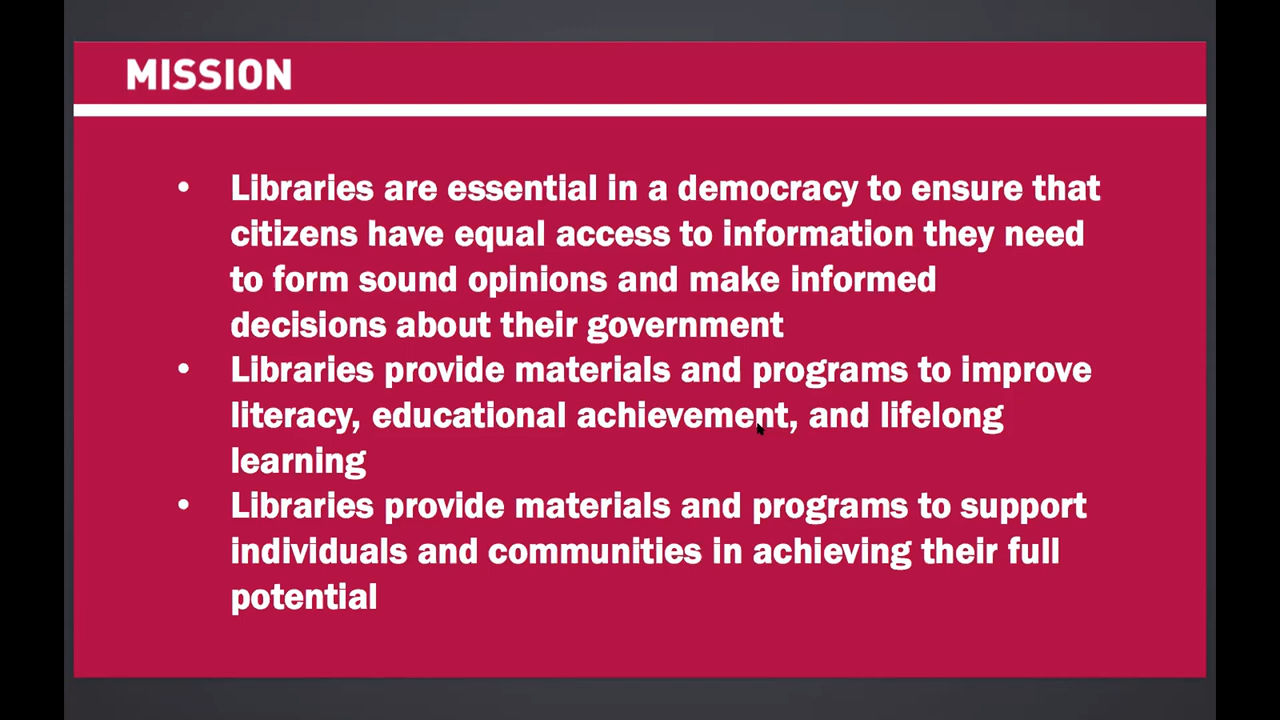 MISSION
• Libraries are essential in a democracy to ensure that
citizens have equal access to information they need
to form sound opinions and make informed
decisions about their government
• Libraries provide materials and programs to improve
literacy, educational achievement, and lifelong
learning
• Libraries provide materials and programs to support
individuals and communities in achieving their full
potential